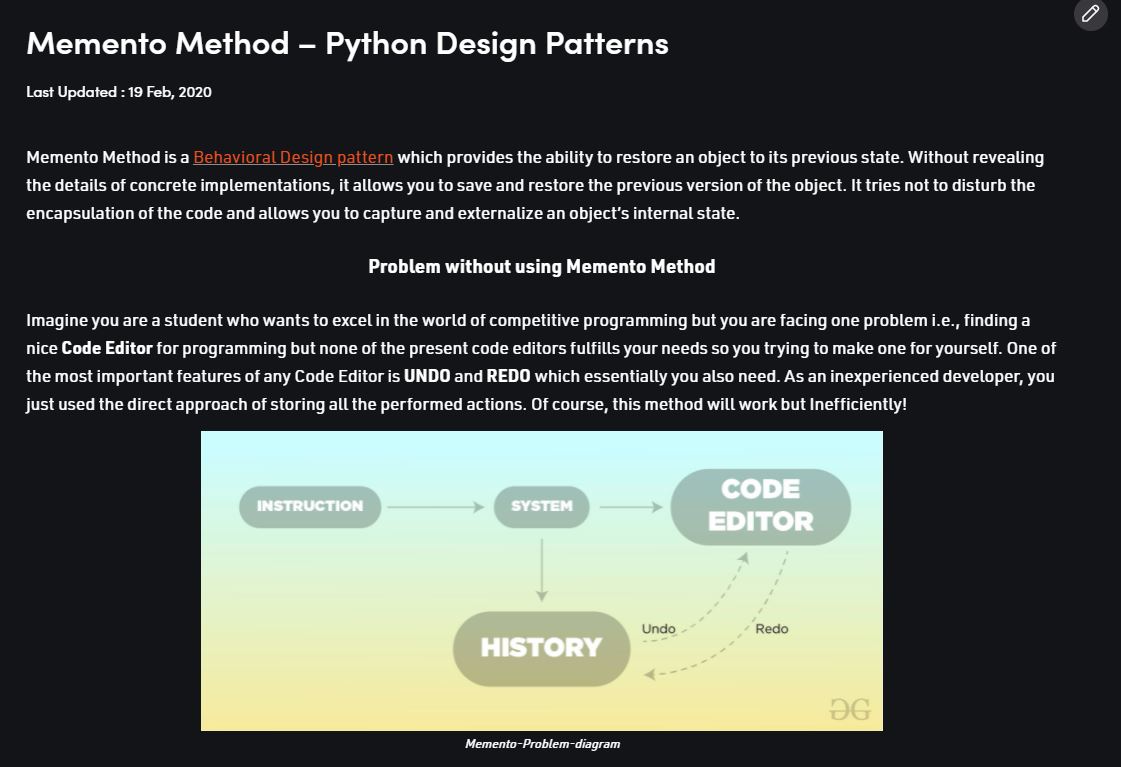 Memento Method – Python Design Patterns
Last Updated : 19 Feb, 2020
Memento Method is a Behavioral Design pattern which provides the ability to restore an object to its previous state. Without revealing
the details of concrete implementations, it allows you to save and restore the previous version of the object. It tries not to disturb the
encapsulation of the code and allows you to capture and externalize an object’s internal state.
Problem without using Memento Method
Imagine you are a student who wants to excel in the world of competitive programming but you are facing one problem i.e., finding a
nice Code Editor for programming but none of the present code editors fulfills your needs so you trying to make one for yourself. One of
the most important features of any Code Editor is UNDO and REDO which essentially you also need. As an inexperienced developer, you
just used the direct approach of storing all the performed actions. Of course, this method will work but Inefficiently!
INSTRUCTION
SYSTEM
CODE
EDITOR
HISTORY
Undo
Redo
Memento-Problem-diagram